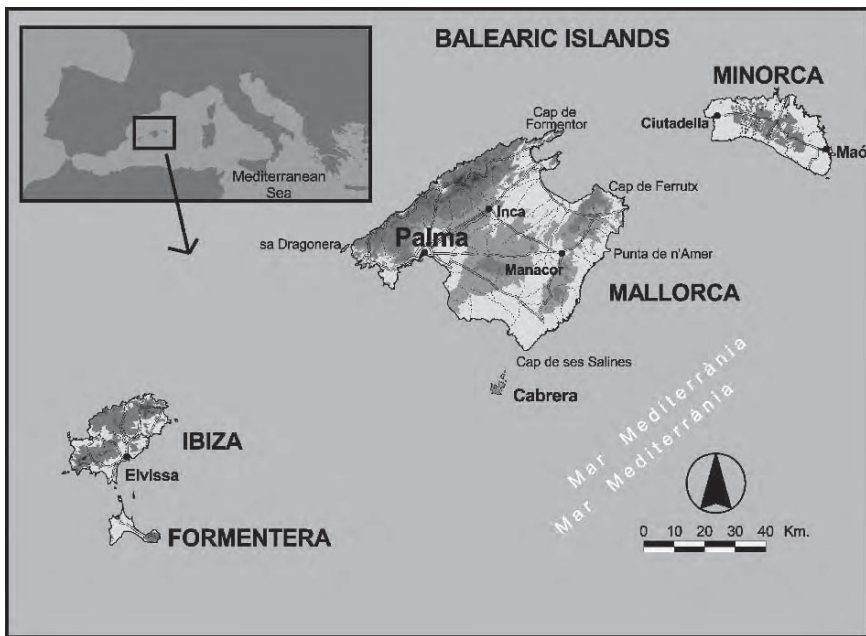 BALEARIC ISLANDS
MINORCA
Cap de
Formentor
Ciutadella
Maó
Mediterranean
Sea
Cap de Ferrutx
Inca
sa Dragonera
Palma
Punta de n'Amer
Manacor
MALLORCA
Cap de ses Salines
Cabrera
Mar Mediterrània
Mar Mediterrània
IBIZA
Eivissa
FORMENTERA
0 10 20 30 40 Km.